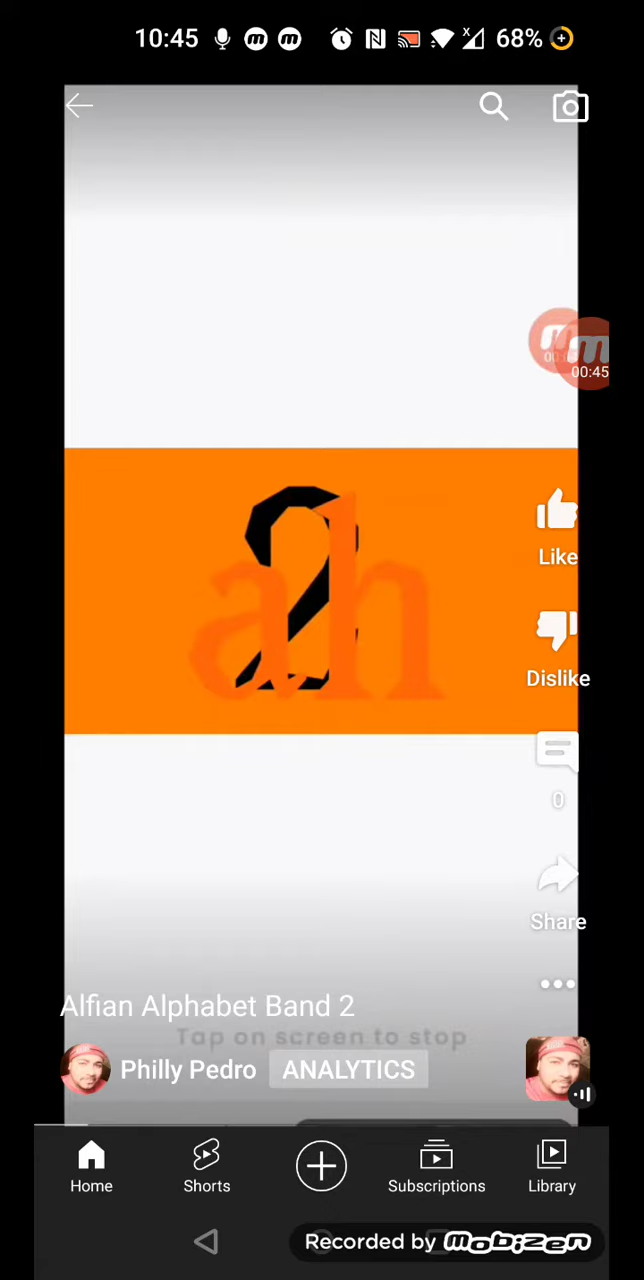 10:45 68%
00:45
2
ah
Like
Dislike
0
Share
Alfian Alphabet Band 2
Tap on screen to stop
Philly Pedro ANALYTICS
Home Shorts Subscriptions Library
Recorded by mobizen